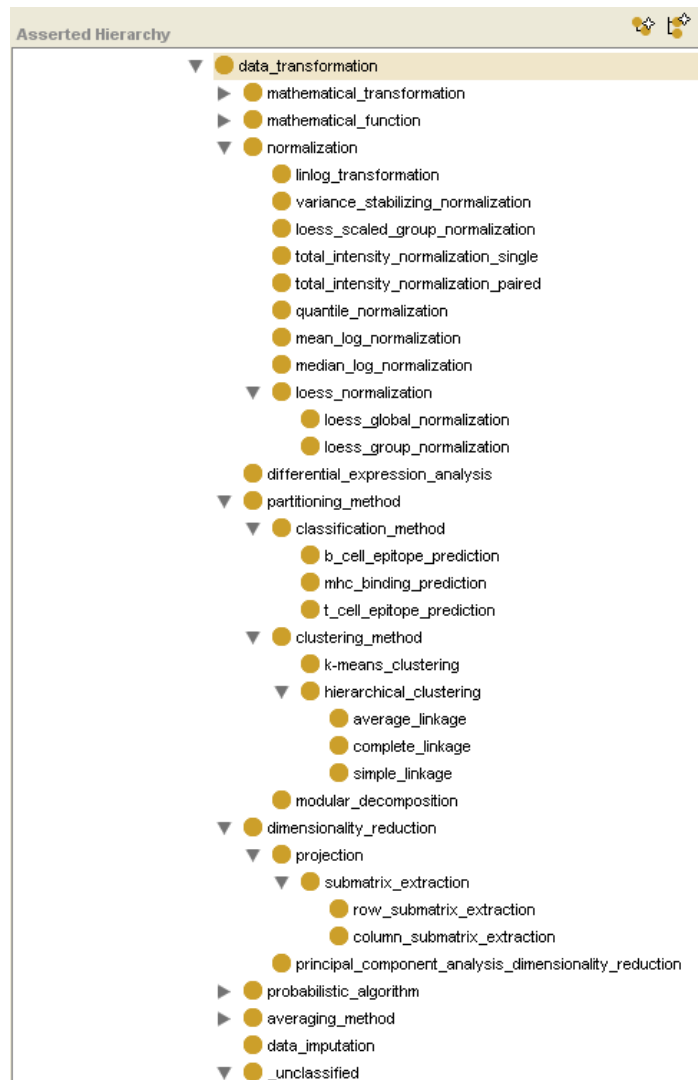 Asserted Hierarchy
data_transformation
mathematical_transformation
mathematical_function
normalization
linlog_transformation
variance_stabilizing_normalization
loess_scaled_group_normalization
total_intensity_normalization_single
total_intensity_normalization_paired
quantile_normalization
mean_log_normalization
median_log_normalization
loess_normalization
loess_global_normalization
loess_group_normalization
differential_expression_analysis
partitioning_method
classification_method
b_cell_epitope_prediction
mhc_binding_prediction
t_cell_epitope_prediction
clustering_method
k-means_clustering
hierarchical_clustering
average_linkage
complete_linkage
simple_linkage
modular_decomposition
dimensionality_reduction
projection
submatrix_extraction
row_submatrix_extraction
column_submatrix_extraction
principal_component_analysis_dimensionality_reduction
probabilistic_algorithm
averaging_method
data_imputation
_unclassified